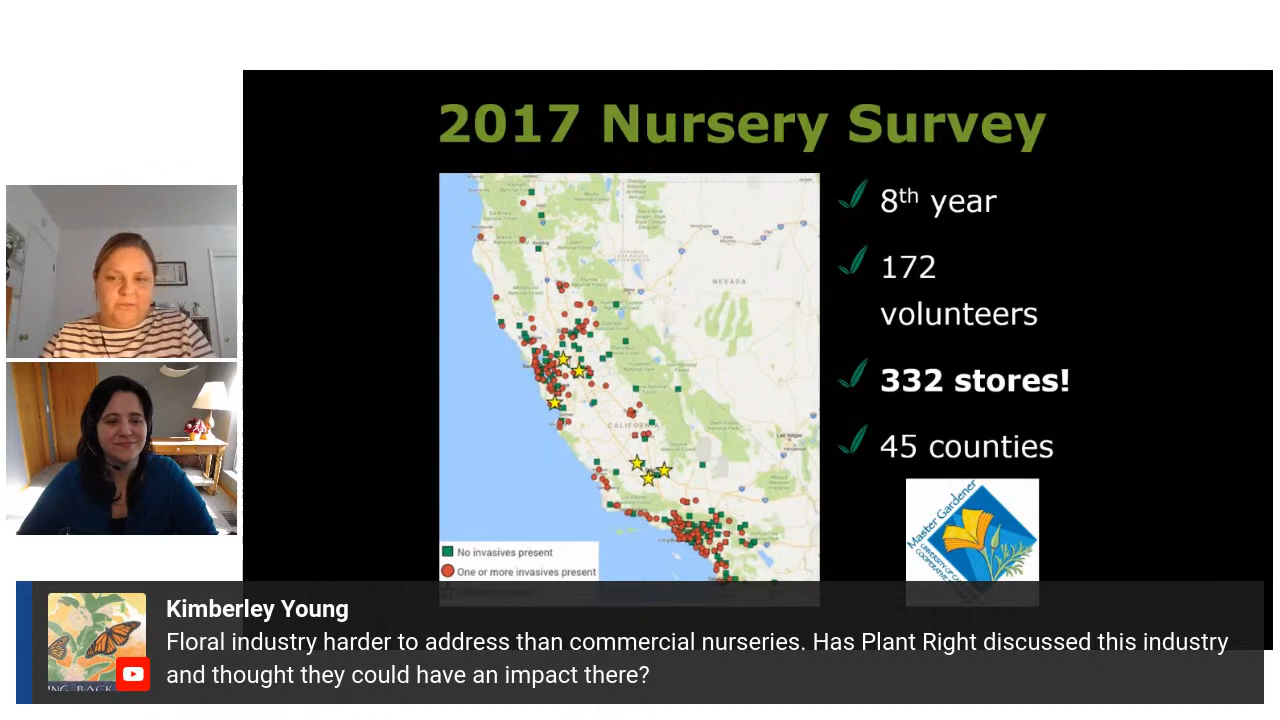 2017 Nursery Survey
8th year
172
volunteers
332 stores!
45 counties
NEVADA
CALIFORNIA
No invasives present
One or more invasives present
Master Gardener
Kimberley Young
Floral industry harder to address than commercial nurseries. Has Plant Right discussed this industry
and thought they could have an impact there?